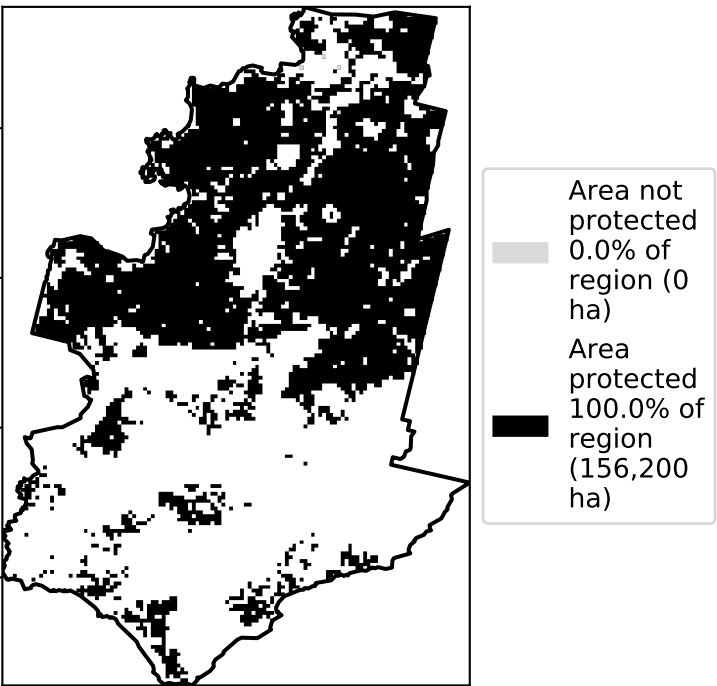 Area not
protected
0.0% of
region (0
ha)
Area
protected
100.0% of
region
(156,200
ha)